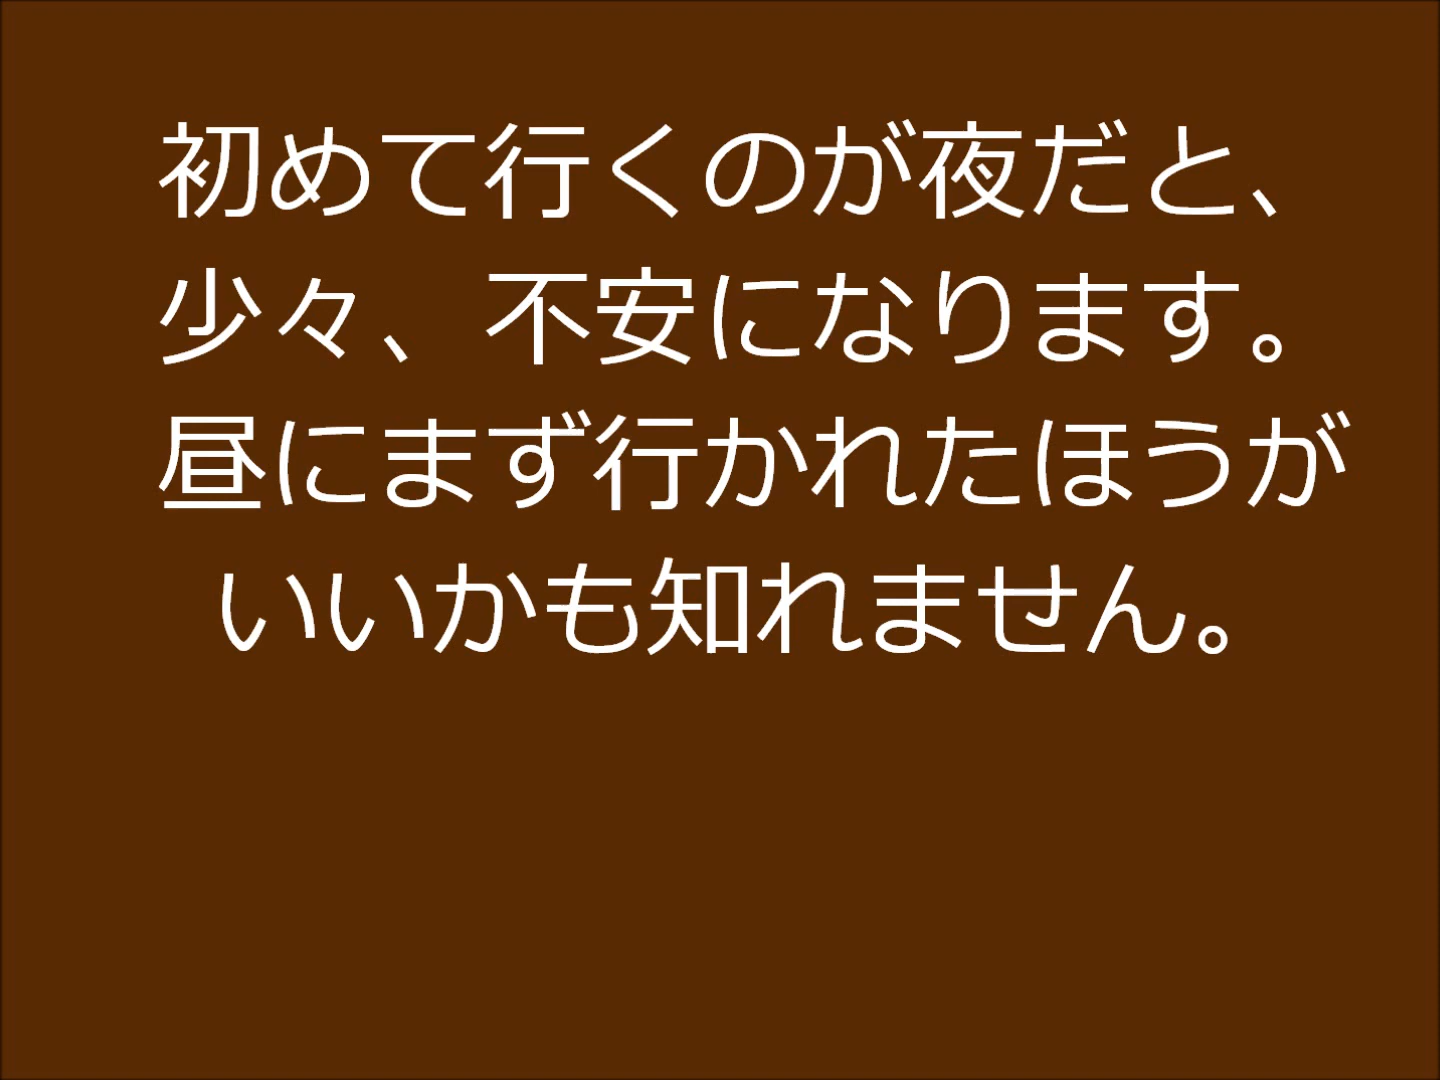 初めて行くのが夜だと、
少々、不安になります。
昼にまず行かれたほうが
いいかも知れません。